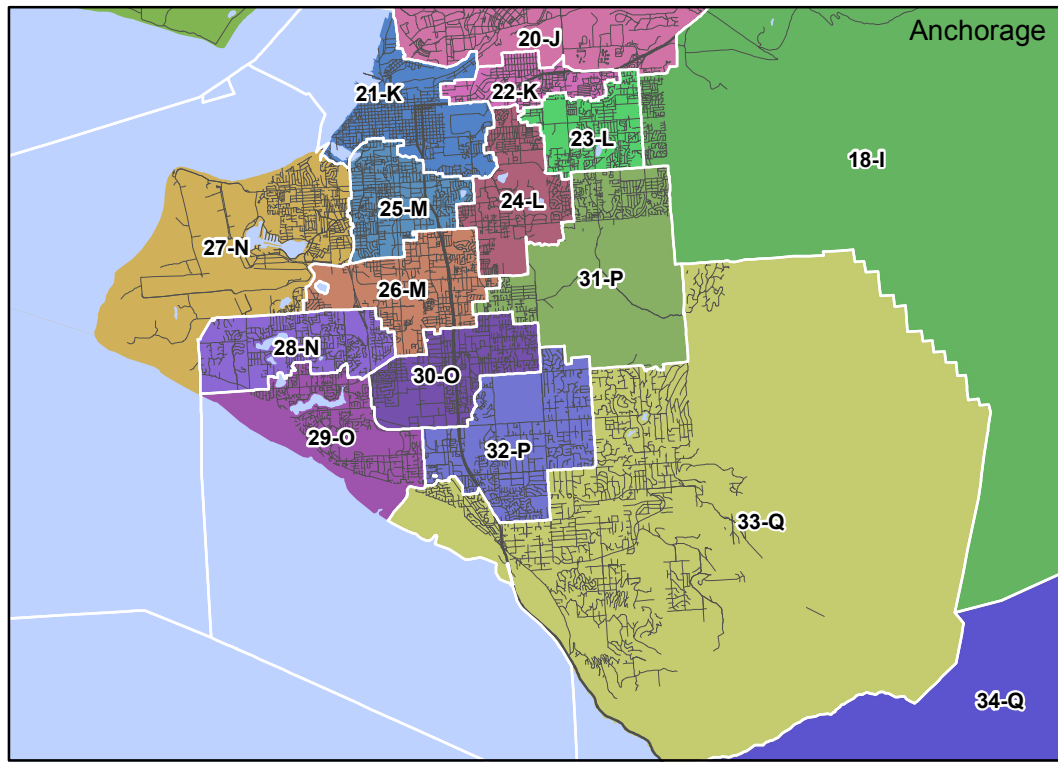 Anchorage
20-J
21-K
22-K
23-L
18-I
24-L
25-M
27-N
31-P
26-M
28-N
30-O
29-O
32-P
33-Q
34-Q